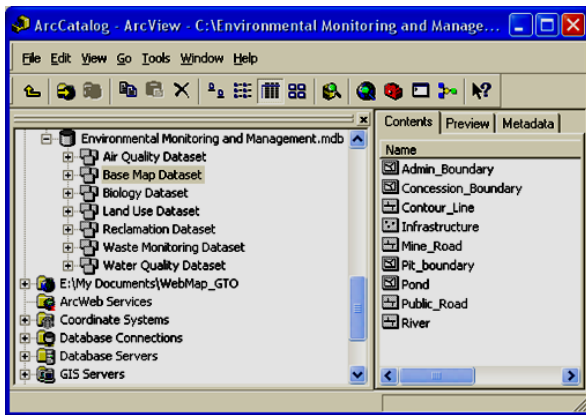 ArcCatalog - ArcView - C:\Environmental Monitoring and Manage...
File Edit View Go Tools Window Help
Environmental Monitoring and Management.mdb
Air Quality Dataset
Base Map Dataset
Biology Dataset
Land Use Dataset
Reclamation Dataset
Waste Monitoring Dataset
Water Quality Dataset
E:\My Documents\WebMap_GTO
ArcWeb Services
Coordinate Systems
Database Connections
Database Servers
GIS Servers
Contents Preview Metadata
Name
Admin_Boundary
Concession_Boundary
Contour_Line
Infrastructure
Mine_Road
Pit_boundary
Pond
Public_Road
River